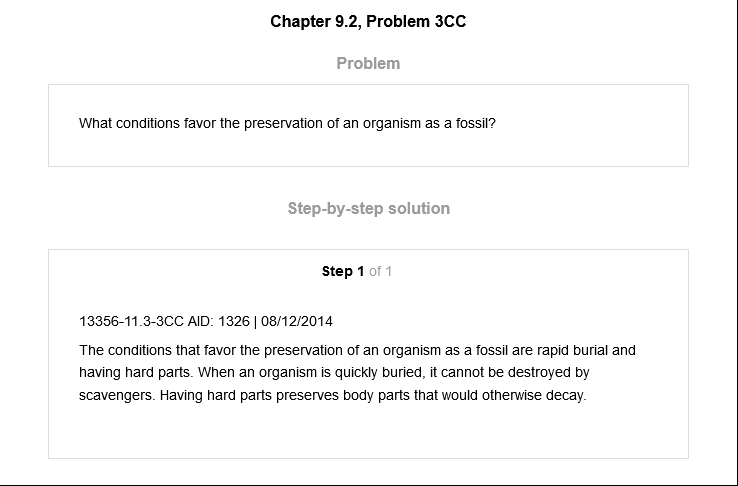 Chapter 9.2, Problem 3CC
Problem
What conditions favor the preservation of an organism as a fossil?
Step-by-step solution
Step 1 of 1
13356-11.3-3CC AID: 1326 | 08/12/2014
The conditions that favor the preservation of an organism as a fossil are rapid burial and
having hard parts. When an organism is quickly buried, it cannot be destroyed by
scavengers. Having hard parts preserves body parts that would otherwise decay.